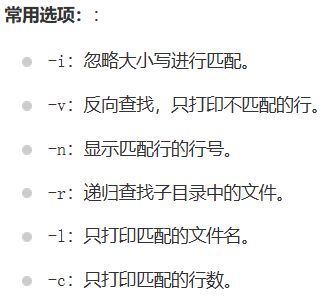 常用选项：：
-i：忽略大小写进行匹配。
-v：反向查找，只打印不匹配的行。
-n：显示匹配行的行号。
-r：递归查找子目录中的文件。
-l：只打印匹配的文件名。
-c：只打印匹配的行数。